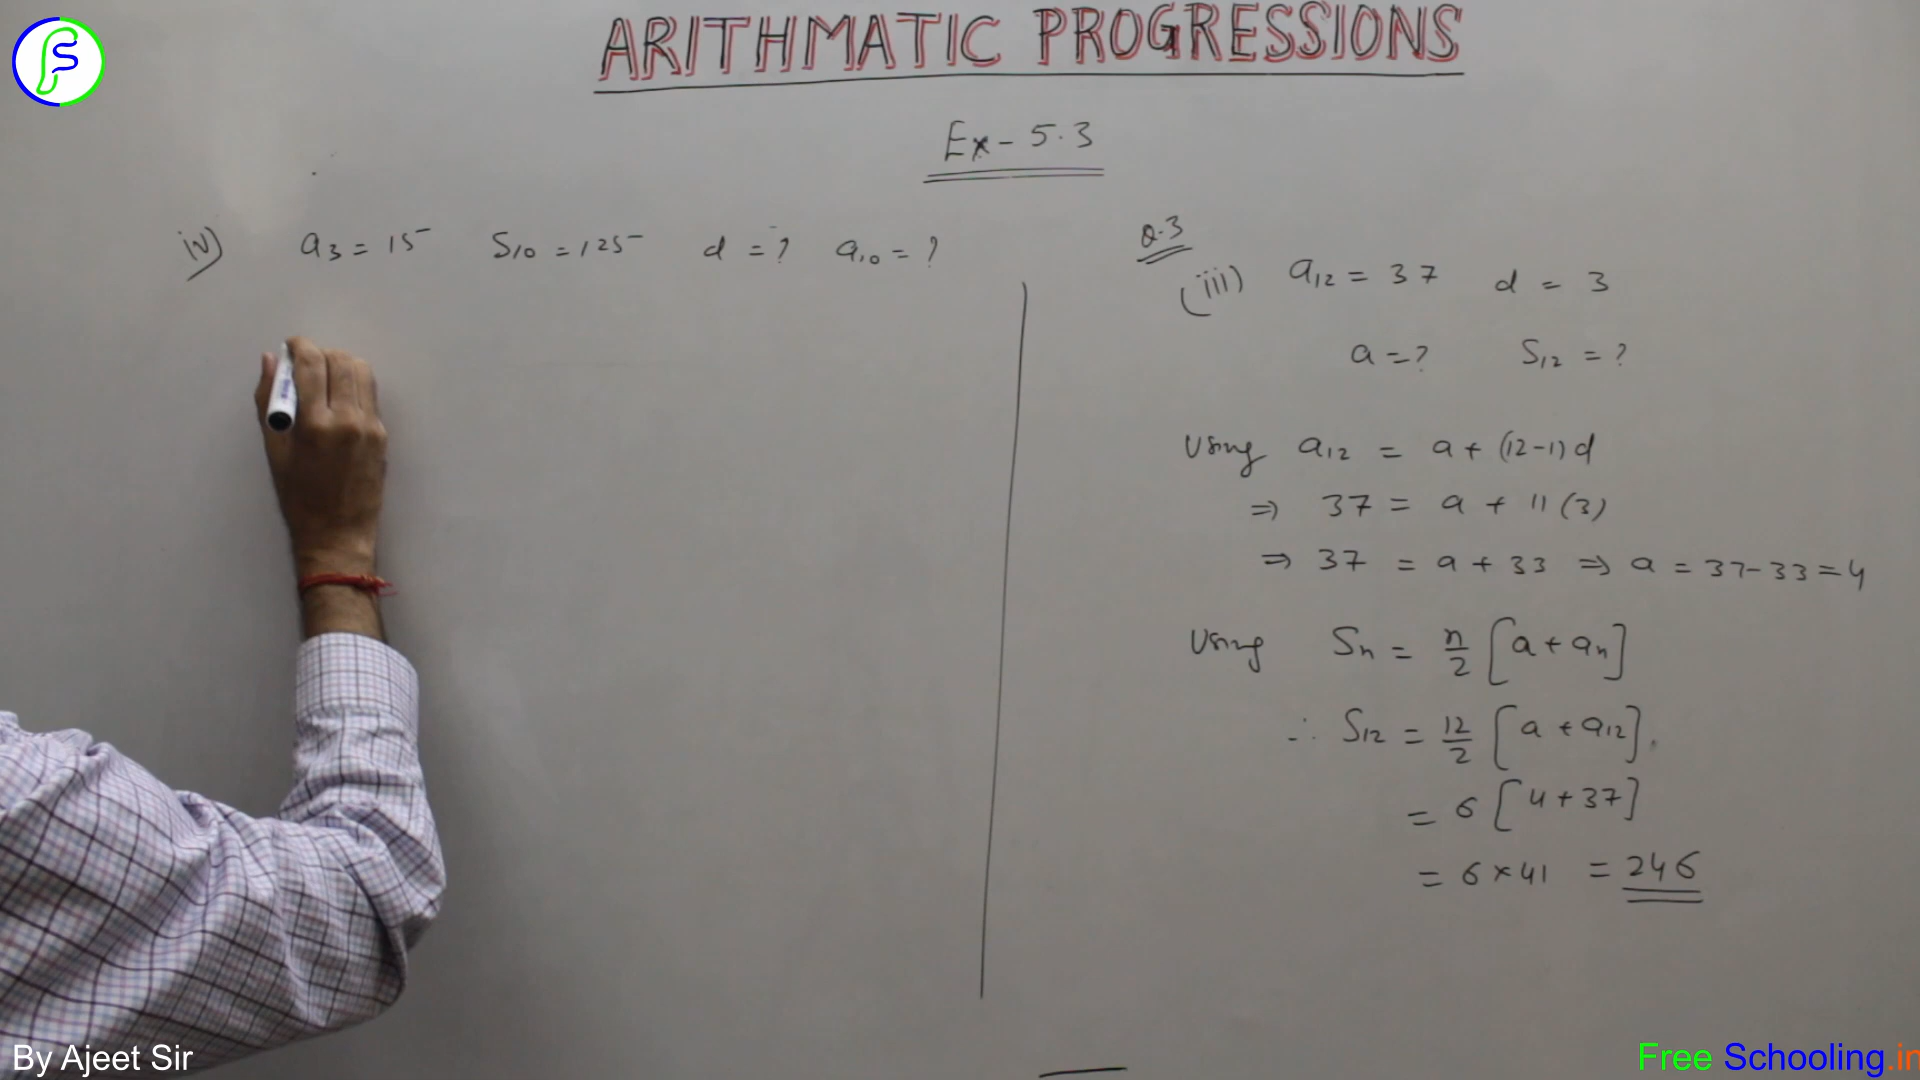 ARITHMATIC PROGRESSIONS
Ex - 5.3
iv) a₃ = 15 S₁₀ = 125 d = ? a₁₀ = ?
Q.3
(iii) a₁₂ = 37 d = 3
a = ? S₁₂ = ?
Using a₁₂ = a + (12-1)d
⇒ 37 = a + 11(3)
⇒ 37 = a + 33 ⇒ a = 37-33 = 4
Using Sn = n/2 [a + an]
∴ S₁₂ = 12/2 [a + a₁₂].
= 6 [4 + 37]
= 6 × 41 = 246
By Ajeet Sir
Free Schooling.in